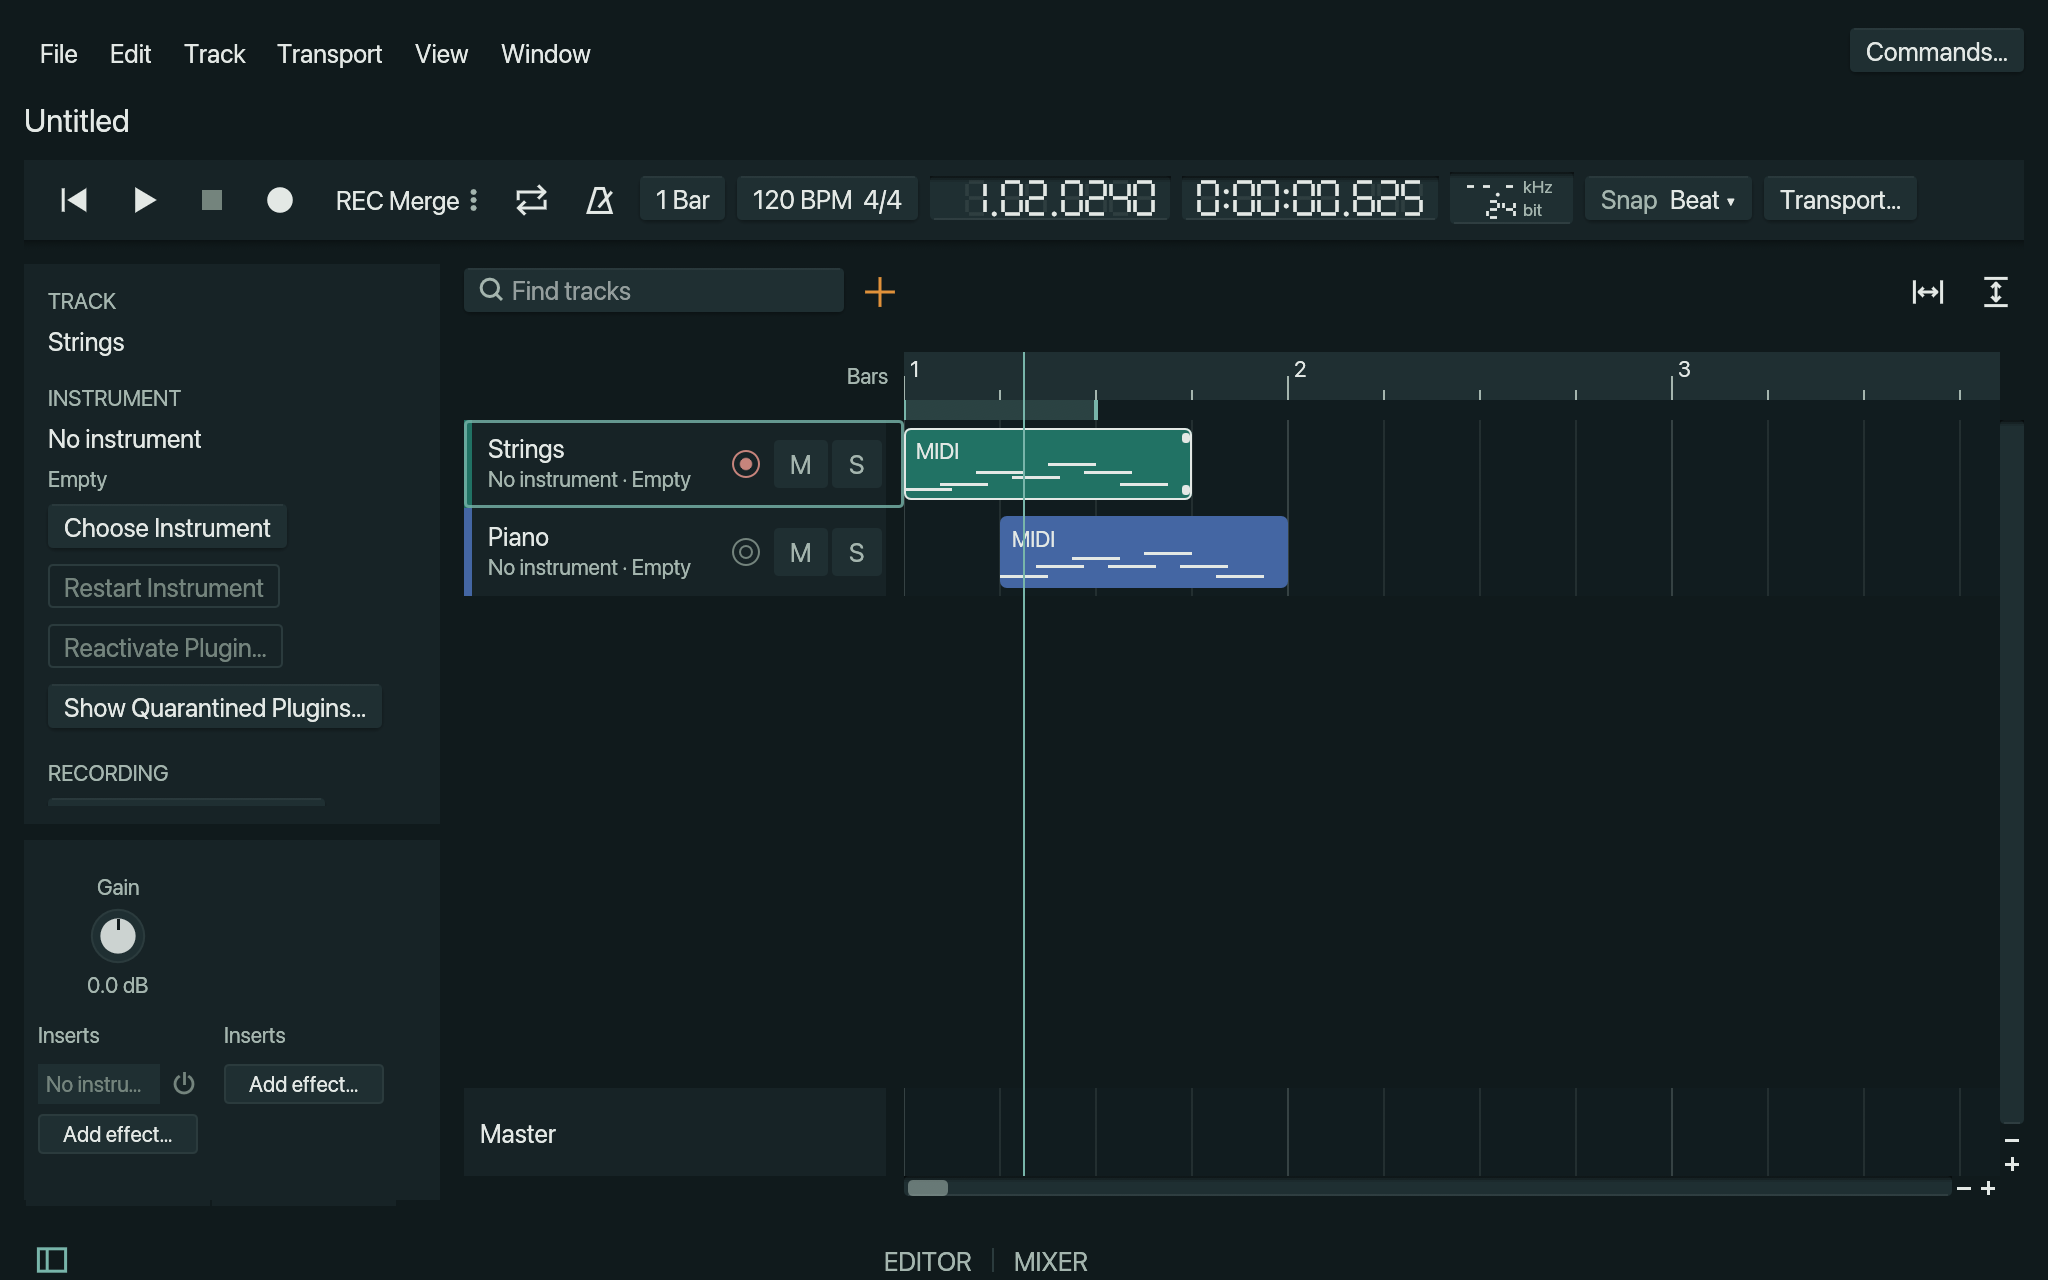 File Edit Track Transport View Window Commands...
Untitled
REC Merge 1 Bar 120 BPM 4/4 1.02.0240 0:00:00.625 --.- kHz Snap Beat Transport...
bit
TRACK
Strings
INSTRUMENT
No instrument
Empty
Choose Instrument
Restart Instrument
Reactivate Plugin...
Show Quarantined Plugins...
RECORDING
Gain
0.0 dB
Inserts Inserts
No instru... Add effect...
Add effect...
Find tracks
Bars 1 2 3
Strings
No instrument · Empty
M S
MIDI
Piano
No instrument · Empty
M S
MIDI
Master
EDITOR MIXER